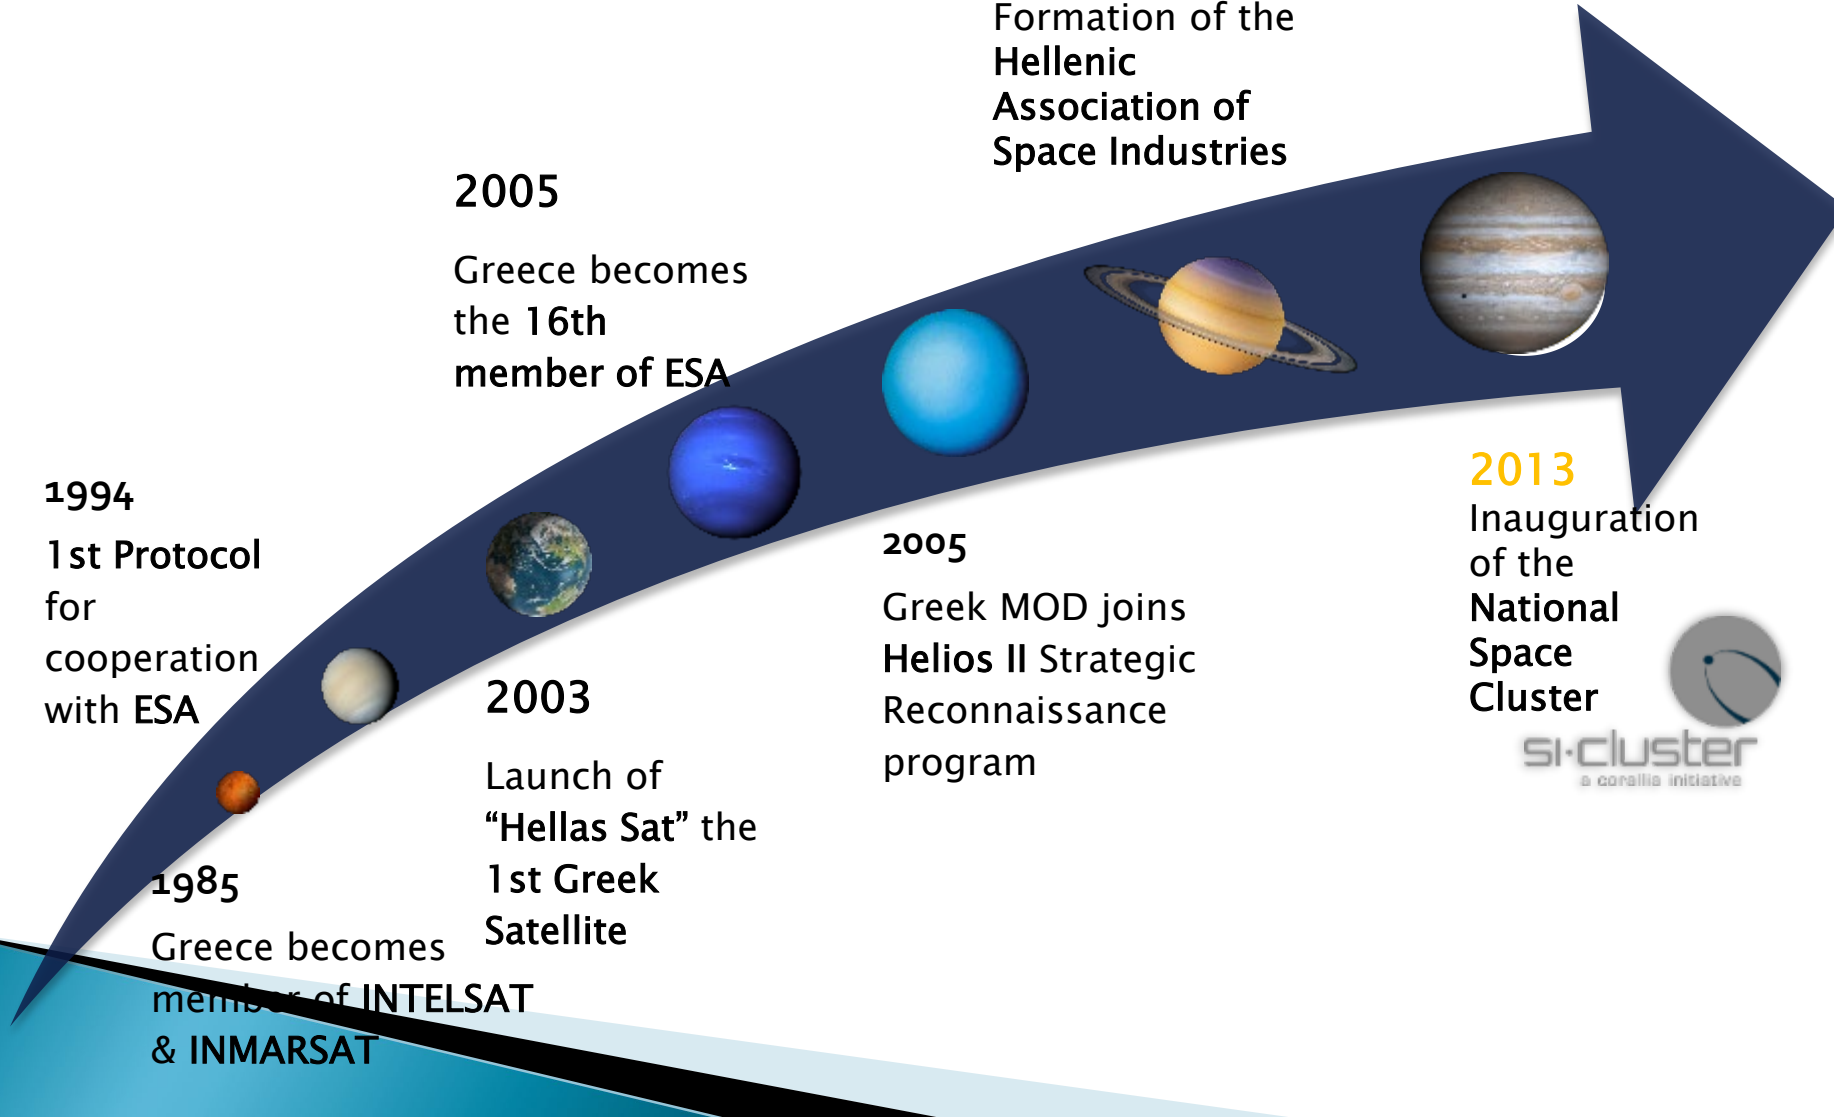 Formation of the
Hellenic
Association of
Space Industries
2005
Greece becomes
the 16th
member of ESA
1994
1st Protocol
for
cooperation
with ESA
2013
Inauguration
of the
National
Space
Cluster
si·cluster
a corallia initiative
2005
Greek MOD joins
Helios II Strategic
Reconnaissance
program
2003
Launch of
“Hellas Sat” the
1st Greek
Satellite
1985
Greece becomes
member of INTELSAT
& INMARSAT